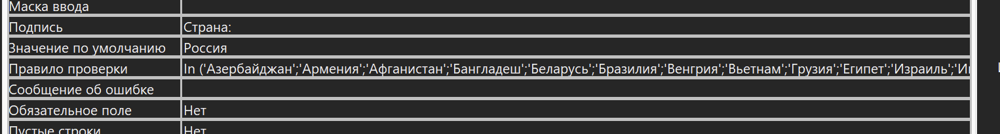 Маска ввода
Подпись Страна:
Значение по умолчанию Россия
Правило проверки In ('Азербайджан';'Армения';'Афганистан';'Бангладеш';'Беларусь';'Бразилия';'Венгрия';'Вьетнам';'Грузия';'Египет';'Израиль';
Сообщение об ошибке
Обязательное поле Нет
Пустые строки Нет